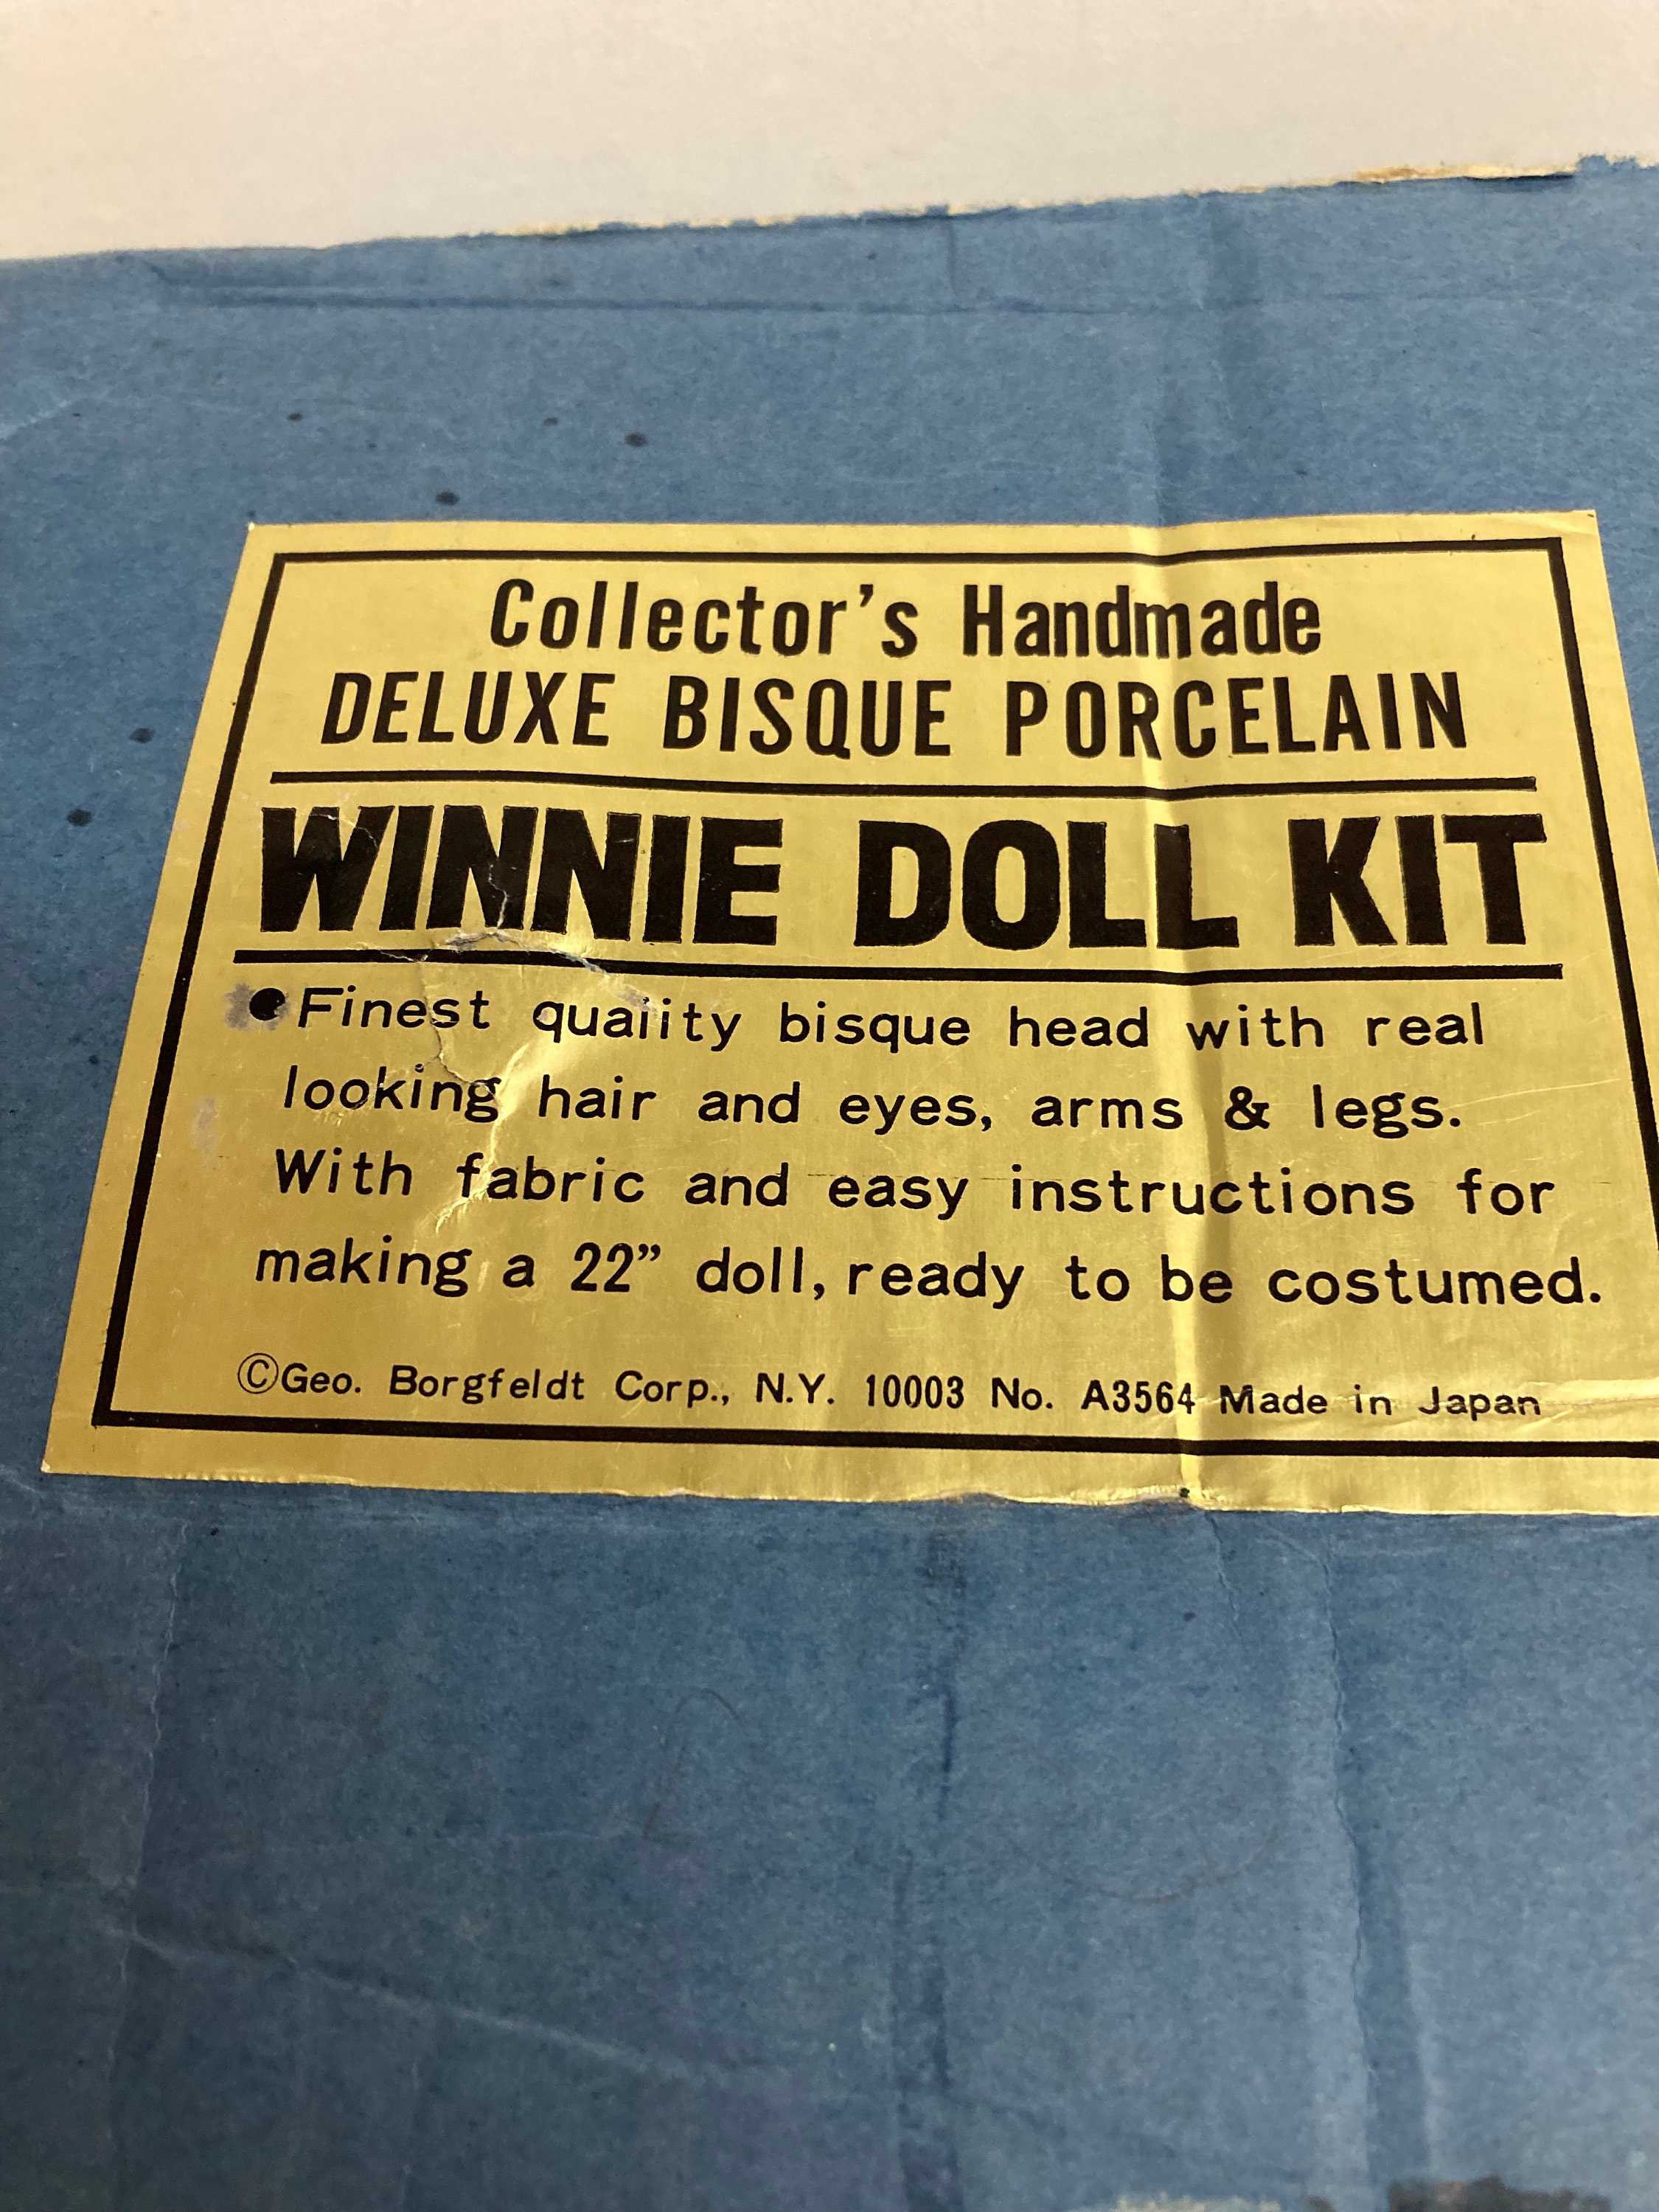 Collector’s Handmade
DELUXE BISQUE PORCELAIN
WINNIE DOLL KIT
●Finest quality bisque head with real
looking hair and eyes, arms & legs.
With fabric and easy instructions for
making a 22” doll, ready to be costumed.
©Geo. Borgfeldt Corp., N.Y. 10003 No. A3564 Made in Japan